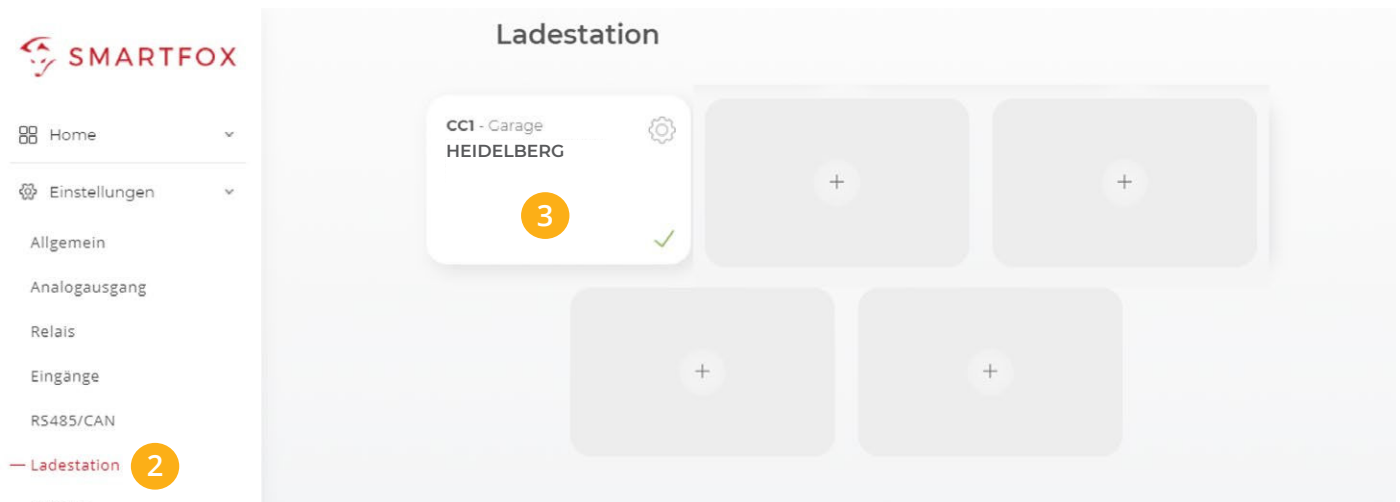 SMARTFOX
Home
Einstellungen
Allgemein
Analogausgang
Relais
Eingänge
RS485/CAN
Ladestation
2
Ladestation
CC1 - Garage
HEIDELBERG
3
+
+
+
+